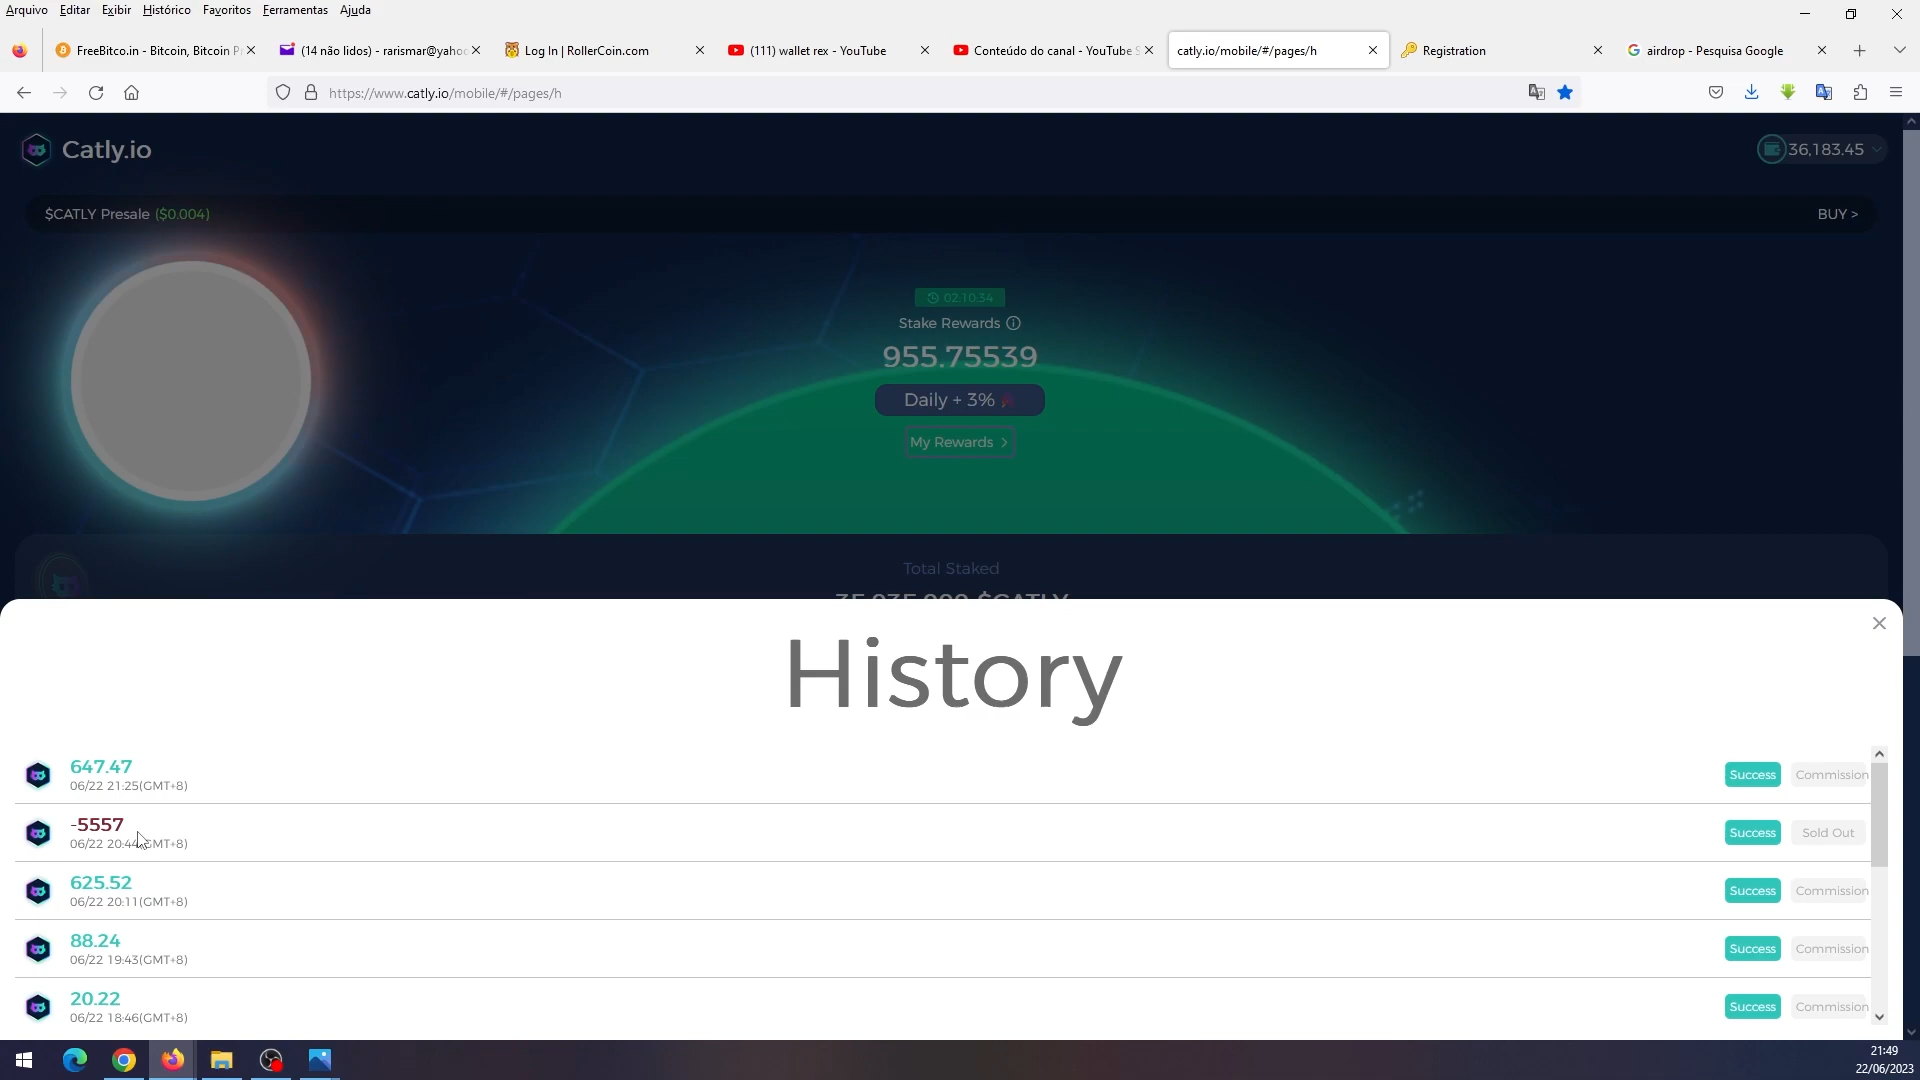 Arquivo Editar Exibir Histórico Favoritos Ferramentas Ajuda
FreeBitco.in - Bitcoin, Bitcoin P (14 não lidos) - rarismar@yahoo Log In | RollerCoin.com (111) wallet rex - YouTube Conteúdo do canal - YouTube S catly.io/mobile/#/pages/h Registration airdrop - Pesquisa Google
https://www.catly.io/mobile/#/pages/h
Catly.io
36,183.45
$CATLY Presale ($0.004)
BUY >
02:10:34
Stake Rewards
955.75539
Daily + 3%
My Rewards >
Total Staked
35,035,000 $CATLY
History
647.47
06/22 21:25(GMT+8)
Success Commission
-5557
06/22 20:44(GMT+8)
Success Sold Out
625.52
06/22 20:11(GMT+8)
Success Commission
88.24
06/22 19:43(GMT+8)
Success Commission
20.22
06/22 18:46(GMT+8)
Success Commission
21:49
22/06/2023